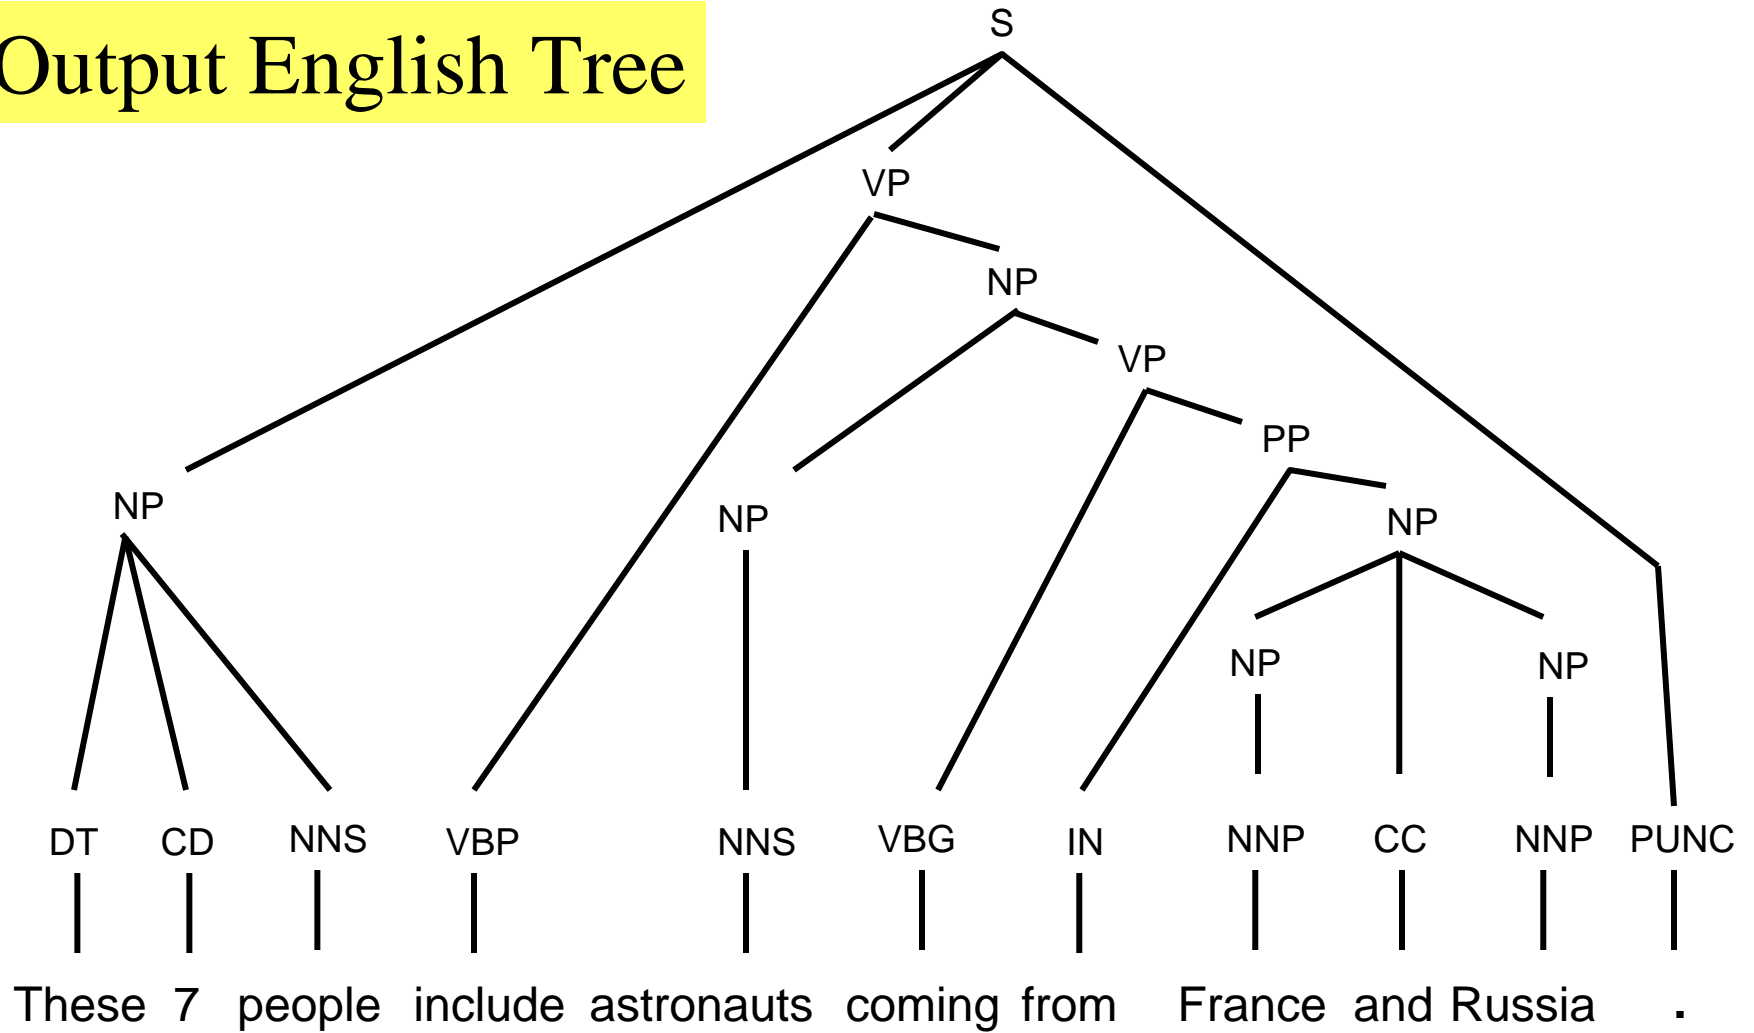 Output English Tree
S
VP
NP
VP
PP
NP NP NP
NP NP
DT CD NNS VBP NNS VBG IN NNP CC NNP PUNC
These 7 people include astronauts coming from France and Russia .